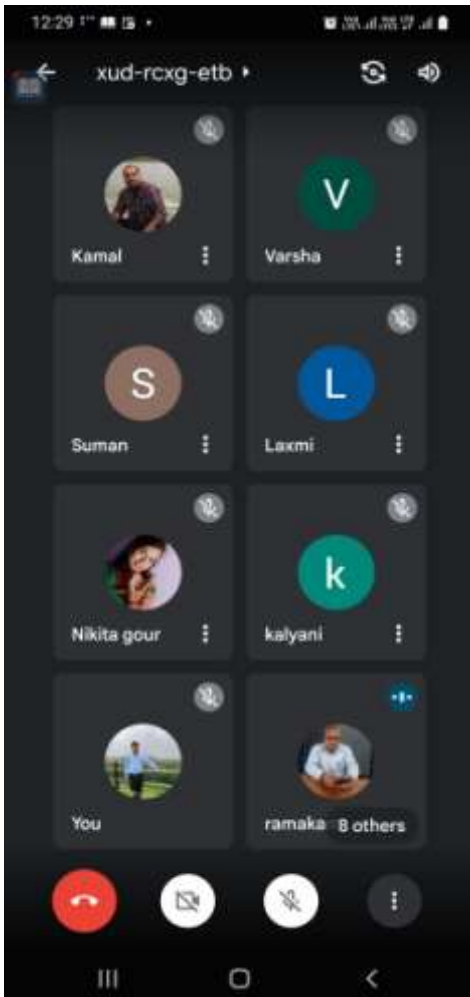 12:29
xud-rcxg-etb
Kamal
V
Varsha
S
Suman
L
Laxmi
Nikita gour
k
kalyani
You
ramaka
8 others